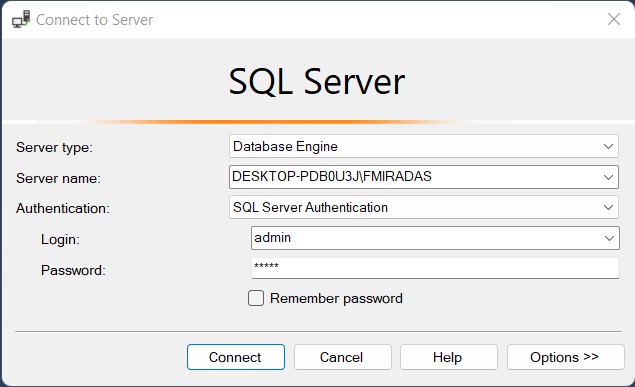 Connect to Server
SQL Server
Server type: Database Engine
Server name: DESKTOP-PDB0U3J\FMIRADAS
Authentication: SQL Server Authentication
Login: admin
Password: *****
Remember password
Connect Cancel Help Options >>